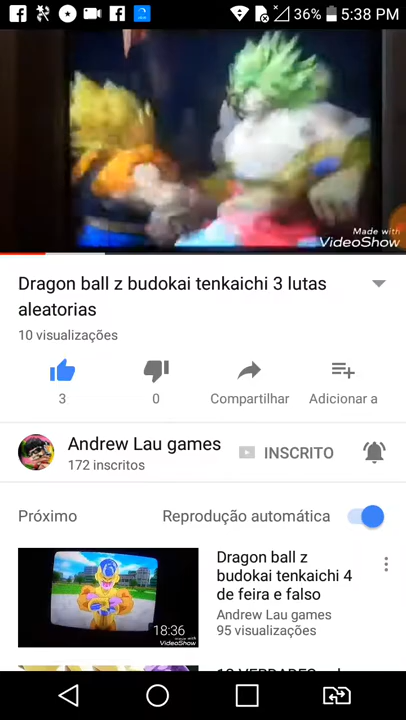 36% 5:38 PM
Made with
VideoShow
Dragon ball z budokai tenkaichi 3 lutas
aleatorias
10 visualizações
3 0 Compartilhar Adicionar a
Andrew Lau games
172 inscritos
INSCRITO
Próximo Reprodução automática
Dragon ball z
budokai tenkaichi 4
de feira e falso
Andrew Lau games
95 visualizações
18:36
VideoShow